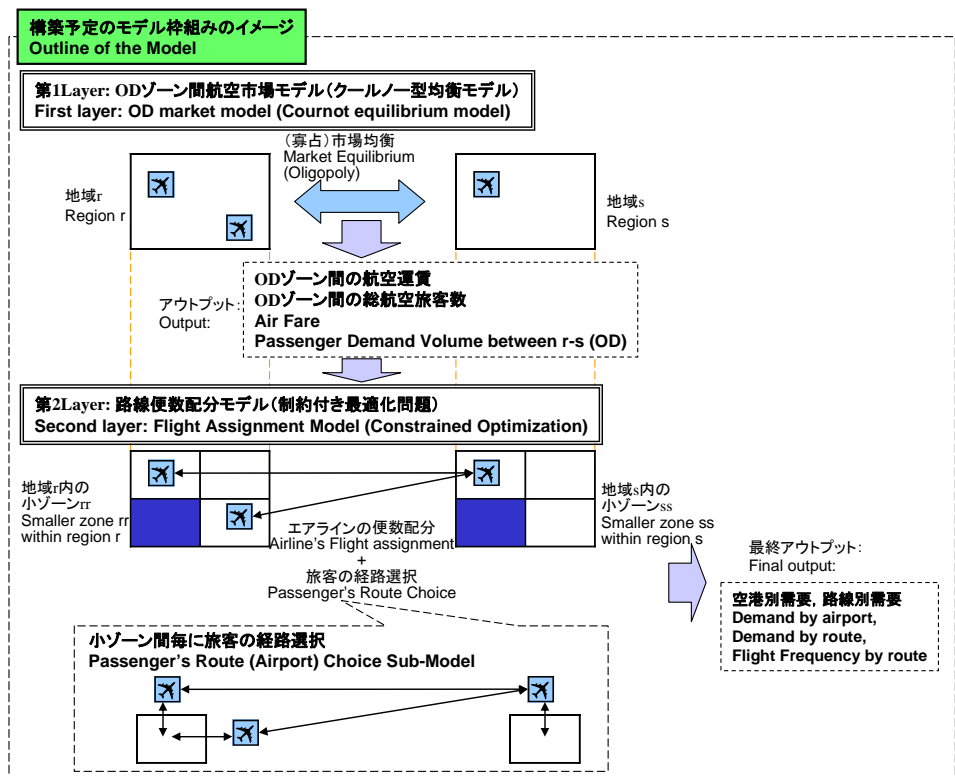 構築予定のモデル枠組みのイメージ
Outline of the Model
第1Layer: ODゾーン間航空市場モデル（クールノー型均衡モデル）
First layer: OD market model (Cournot equilibrium model)
（寡占）市場均衡
Market Equilibrium
(Oligopoly)
地域r
Region r
地域s
Region s
アウトプット：
Output:
ODゾーン間の航空運賃
ODゾーン間の総航空旅客数
Air Fare
Passenger Demand Volume between r-s (OD)
第2Layer: 路線便数配分モデル（制約付き最適化問題）
Second layer: Flight Assignment Model (Constrained Optimization)
地域r内の
小ゾーンrr
Smaller zone rr
within region r
地域s内の
小ゾーンss
Smaller zone ss
within region s
エアラインの便数配分
Airline's Flight assignment
+
旅客の経路選択
Passenger's Route Choice
最終アウトプット：
Final output:
空港別需要，路線別需要
Demand by airport,
Demand by route,
Flight Frequency by route
小ゾーン間毎に旅客の経路選択
Passenger's Route (Airport) Choice Sub-Model